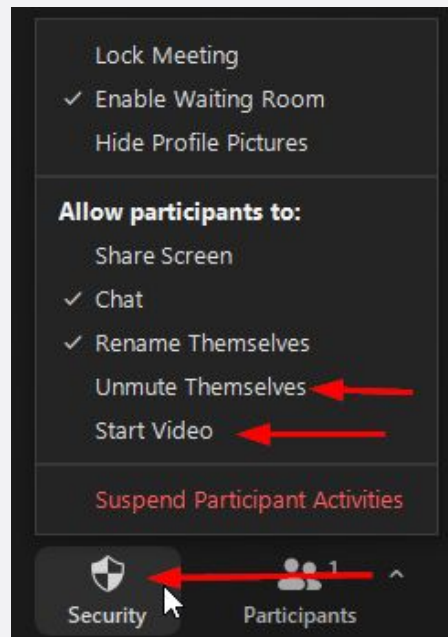 Lock Meeting
✓ Enable Waiting Room
Hide Profile Pictures
Allow participants to:
Share Screen
✓ Chat
✓ Rename Themselves
Unmute Themselves
Start Video
Suspend Participant Activities
1
Security Participants